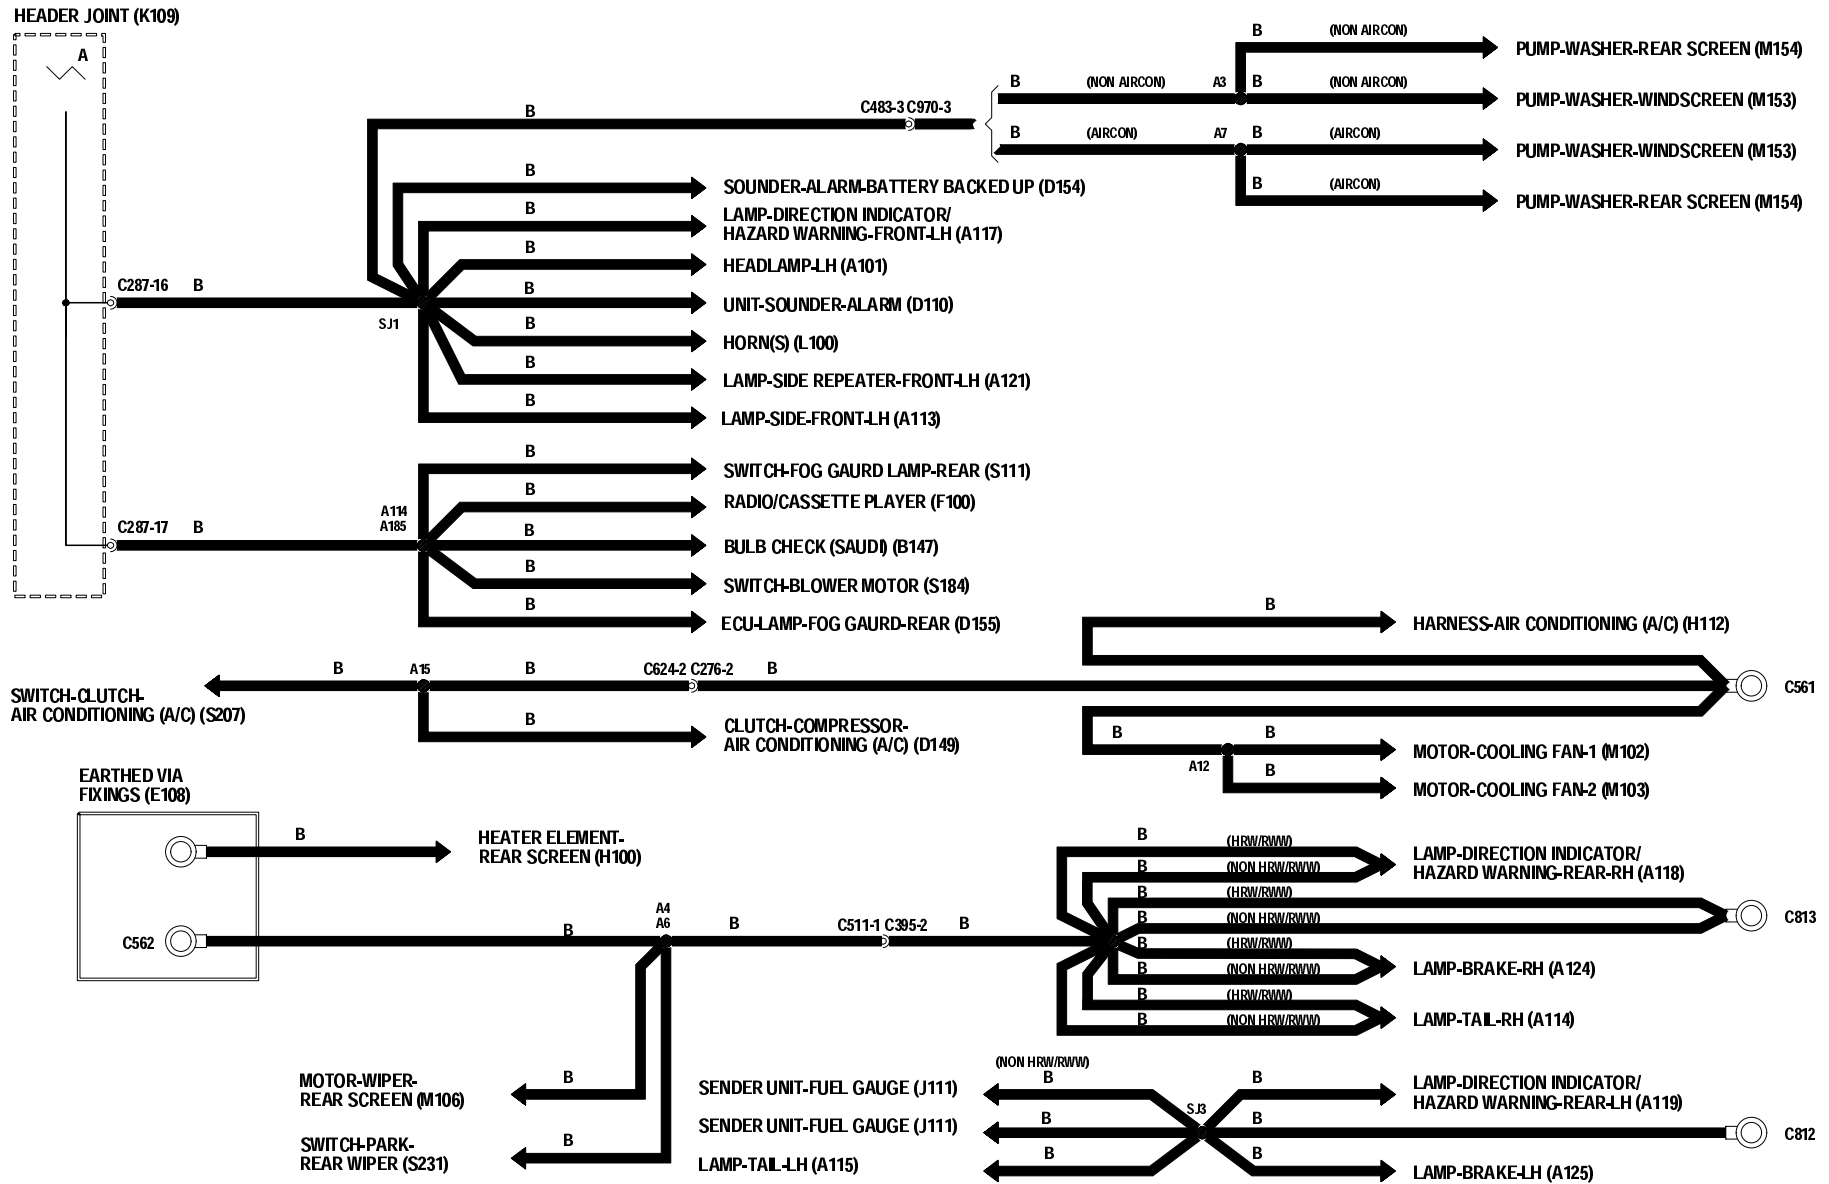 HEADER JOINT (K109)
A
C287-16 B
SJ1
B
C483-3 C970-3
B (NON AIRCON) A3
B (NON AIRCON)
PUMP-WASHER-REAR SCREEN (M154)
B (NON AIRCON)
PUMP-WASHER-WINDSCREEN (M153)
B (AIRCON) A7
B (AIRCON)
PUMP-WASHER-WINDSCREEN (M153)
B (AIRCON)
PUMP-WASHER-REAR SCREEN (M154)
B
SOUNDER-ALARM-BATTERY BACKED UP (D154)
B
LAMP-DIRECTION INDICATOR/
HAZARD WARNING-FRONT-LH (A117)
B
HEADLAMP-LH (A101)
B
UNIT-SOUNDER-ALARM (D110)
B
HORN(S) (L100)
B
LAMP-SIDE REPEATER-FRONT-LH (A121)
B
LAMP-SIDE-FRONT-LH (A113)
C287-17 B
A114
A185
B
SWITCH-FOG GAURD LAMP-REAR (S111)
B
RADIO/CASSETTE PLAYER (F100)
B
BULB CHECK (SAUDI) (B147)
B
SWITCH-BLOWER MOTOR (S184)
B
ECU-LAMP-FOG GAURD-REAR (D155)
B
HARNESS-AIR CONDITIONING (A/C) (H112)
SWITCH-CLUTCH-
AIR CONDITIONING (A/C) (S207)
B A15 B C624-2 C276-2 B
C561
CLUTCH-COMPRESSOR-
AIR CONDITIONING (A/C) (D149)
B
A12
B
MOTOR-COOLING FAN-1 (M102)
B
MOTOR-COOLING FAN-2 (M103)
EARTHED VIA
FIXINGS (E108)
B
HEATER ELEMENT-
REAR SCREEN (H100)
C562
B
A4
A6
B C511-1 C395-2 B
B (HRW/RWW)
B (NON HRW/RWW)
LAMP-DIRECTION INDICATOR/
HAZARD WARNING-REAR-RH (A118)
B (HRW/RWW)
B (NON HRW/RWW)
C813
B (HRW/RWW)
B (NON HRW/RWW)
LAMP-BRAKE-RH (A124)
B (HRW/RWW)
B (NON HRW/RWW)
LAMP-TAIL-RH (A114)
MOTOR-WIPER-
REAR SCREEN (M106)
B
SWITCH-PARK-
REAR WIPER (S231)
B
(NON HRW/RWW)
SENDER UNIT-FUEL GAUGE (J111)
B
SENDER UNIT-FUEL GAUGE (J111)
B
LAMP-TAIL-LH (A115)
B
SJ3
B
LAMP-DIRECTION INDICATOR/
HAZARD WARNING-REAR-LH (A119)
B
C812
B
LAMP-BRAKE-LH (A125)